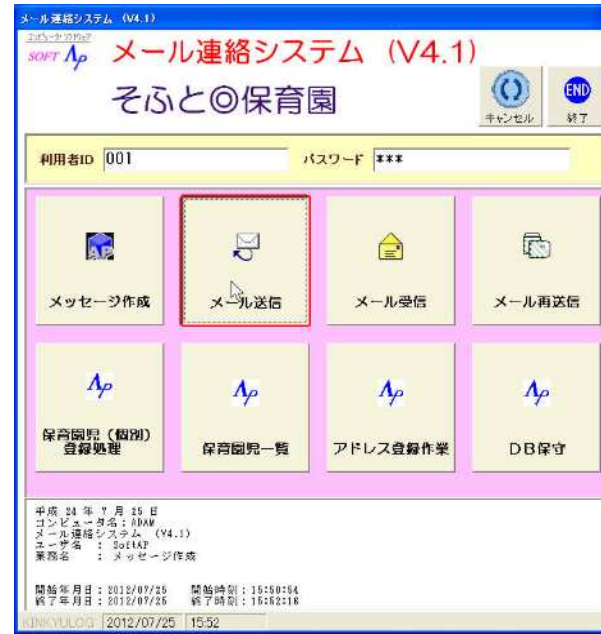 メール連絡システム (V4.1)
コンピュータソフトウェア
SOFT AP
メール連絡システム (V4.1)
そふと◎保育園
キャンセル
END
終了
利用者ID 001 パスワード ***
メッセージ作成 メール送信 メール受信 メール再送信
保育園児(個別)
登録処理
保育園児一覧 アドレス登録作業 DB保守
平成 24 年 7 月 25 日
コンピュータ名:ADAM
メール連絡システム (V4.1)
ユーザ名 : SoftAP
業務名 : メッセージ作成
開始年月日:2012/07/25 開始時刻:15:50:54
終了年月日:2012/07/25 終了時刻:15:52:16
KINKYULOG 2012/07/25 15:52